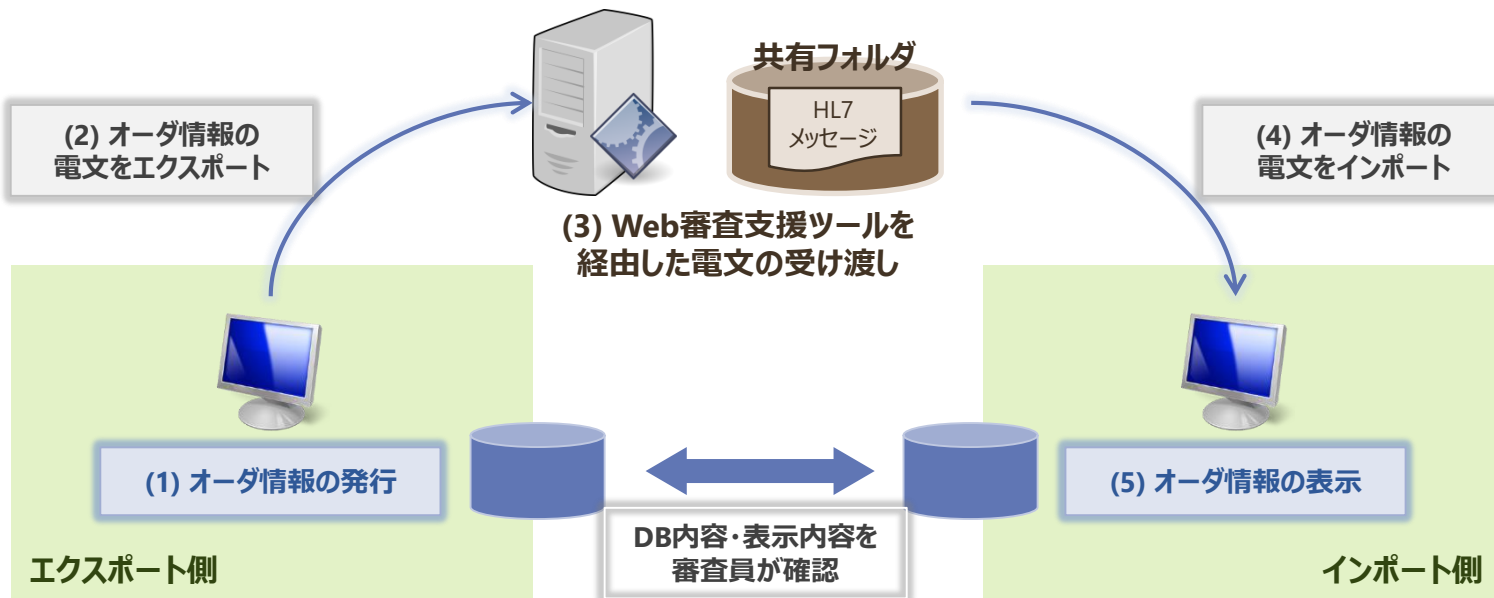 共有フォルダ
HL7
メッセージ
(2) オーダ情報の
電文をエクスポート
(4) オーダ情報の
電文をインポート
(3) Web審査支援ツールを
経由した電文の受け渡し
(1) オーダ情報の発行
(5) オーダ情報の表示
DB内容・表示内容を
審査員が確認
エクスポート側
インポート側